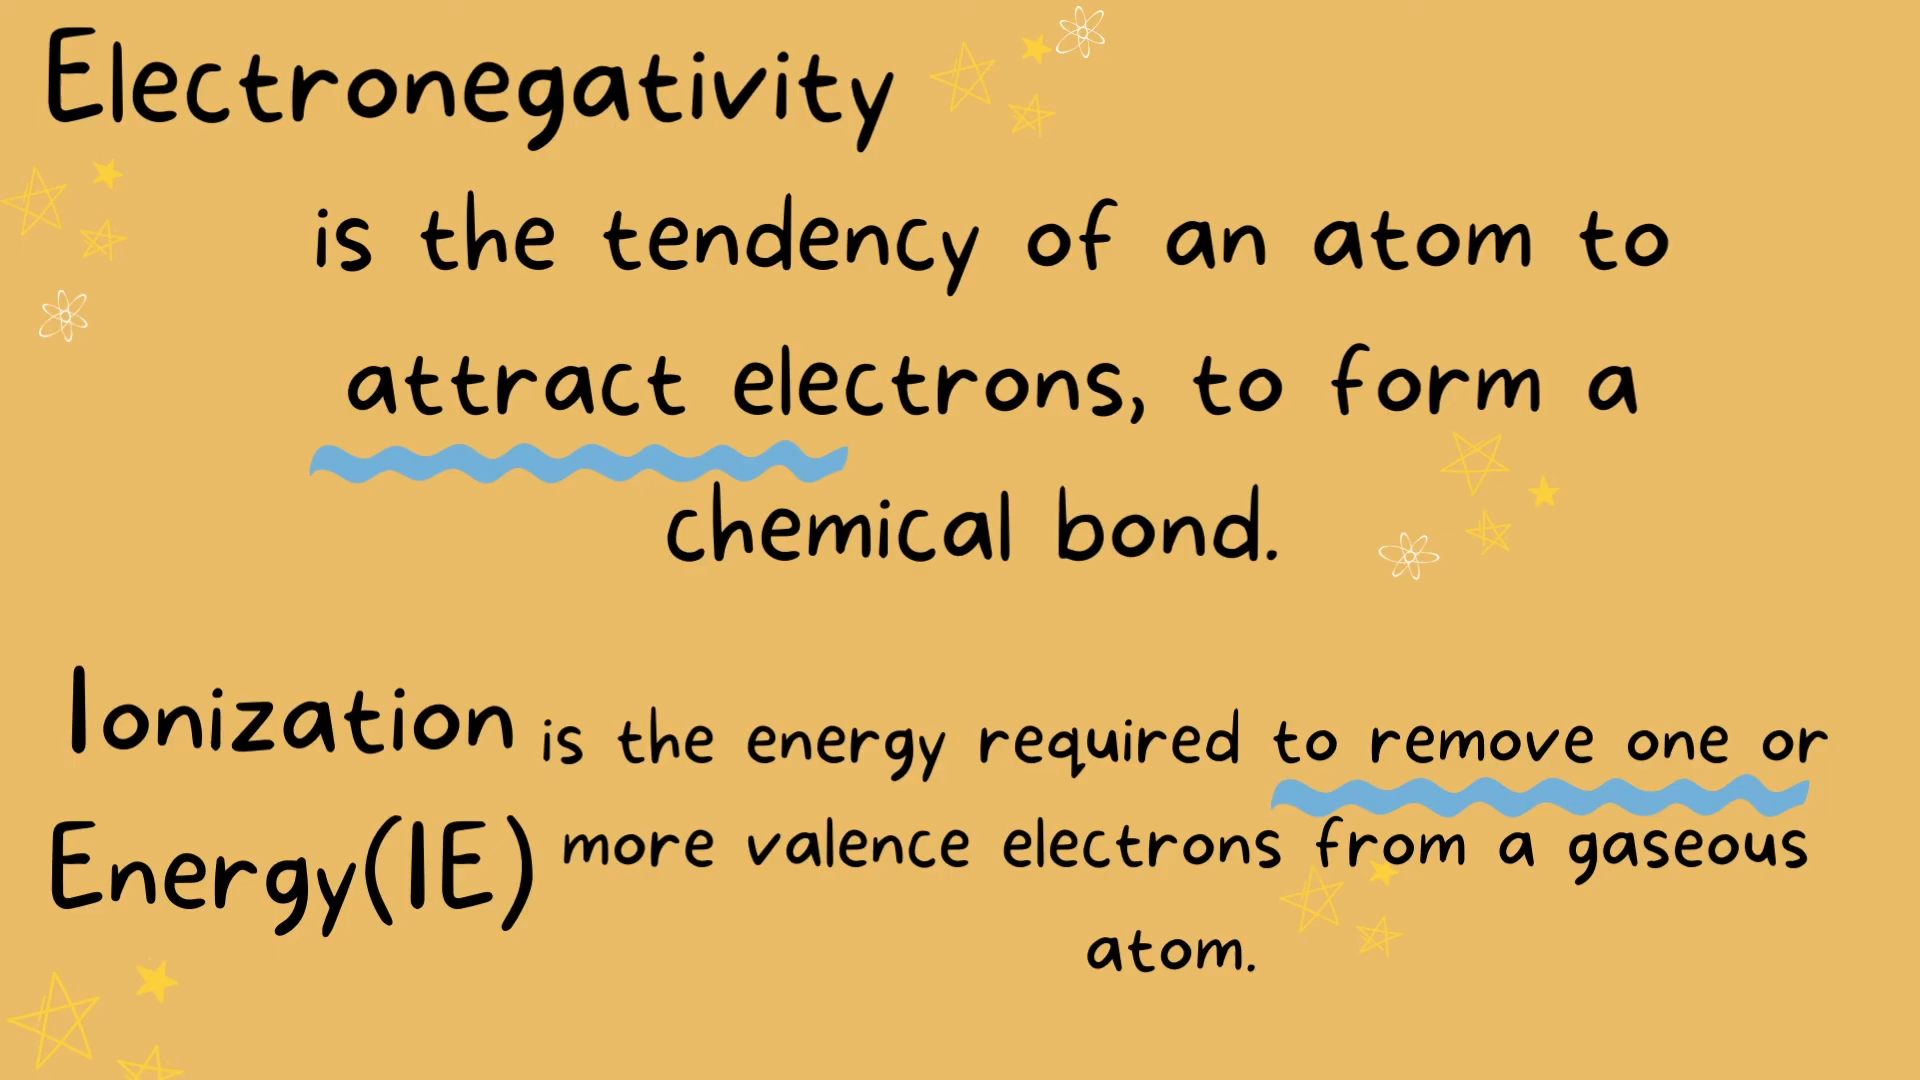 Electronegativity
is the tendency of an atom to
attract electrons, to form a
chemical bond.
Ionization
Energy(IE)
is the energy required to remove one or
more valence electrons from a gaseous
atom.